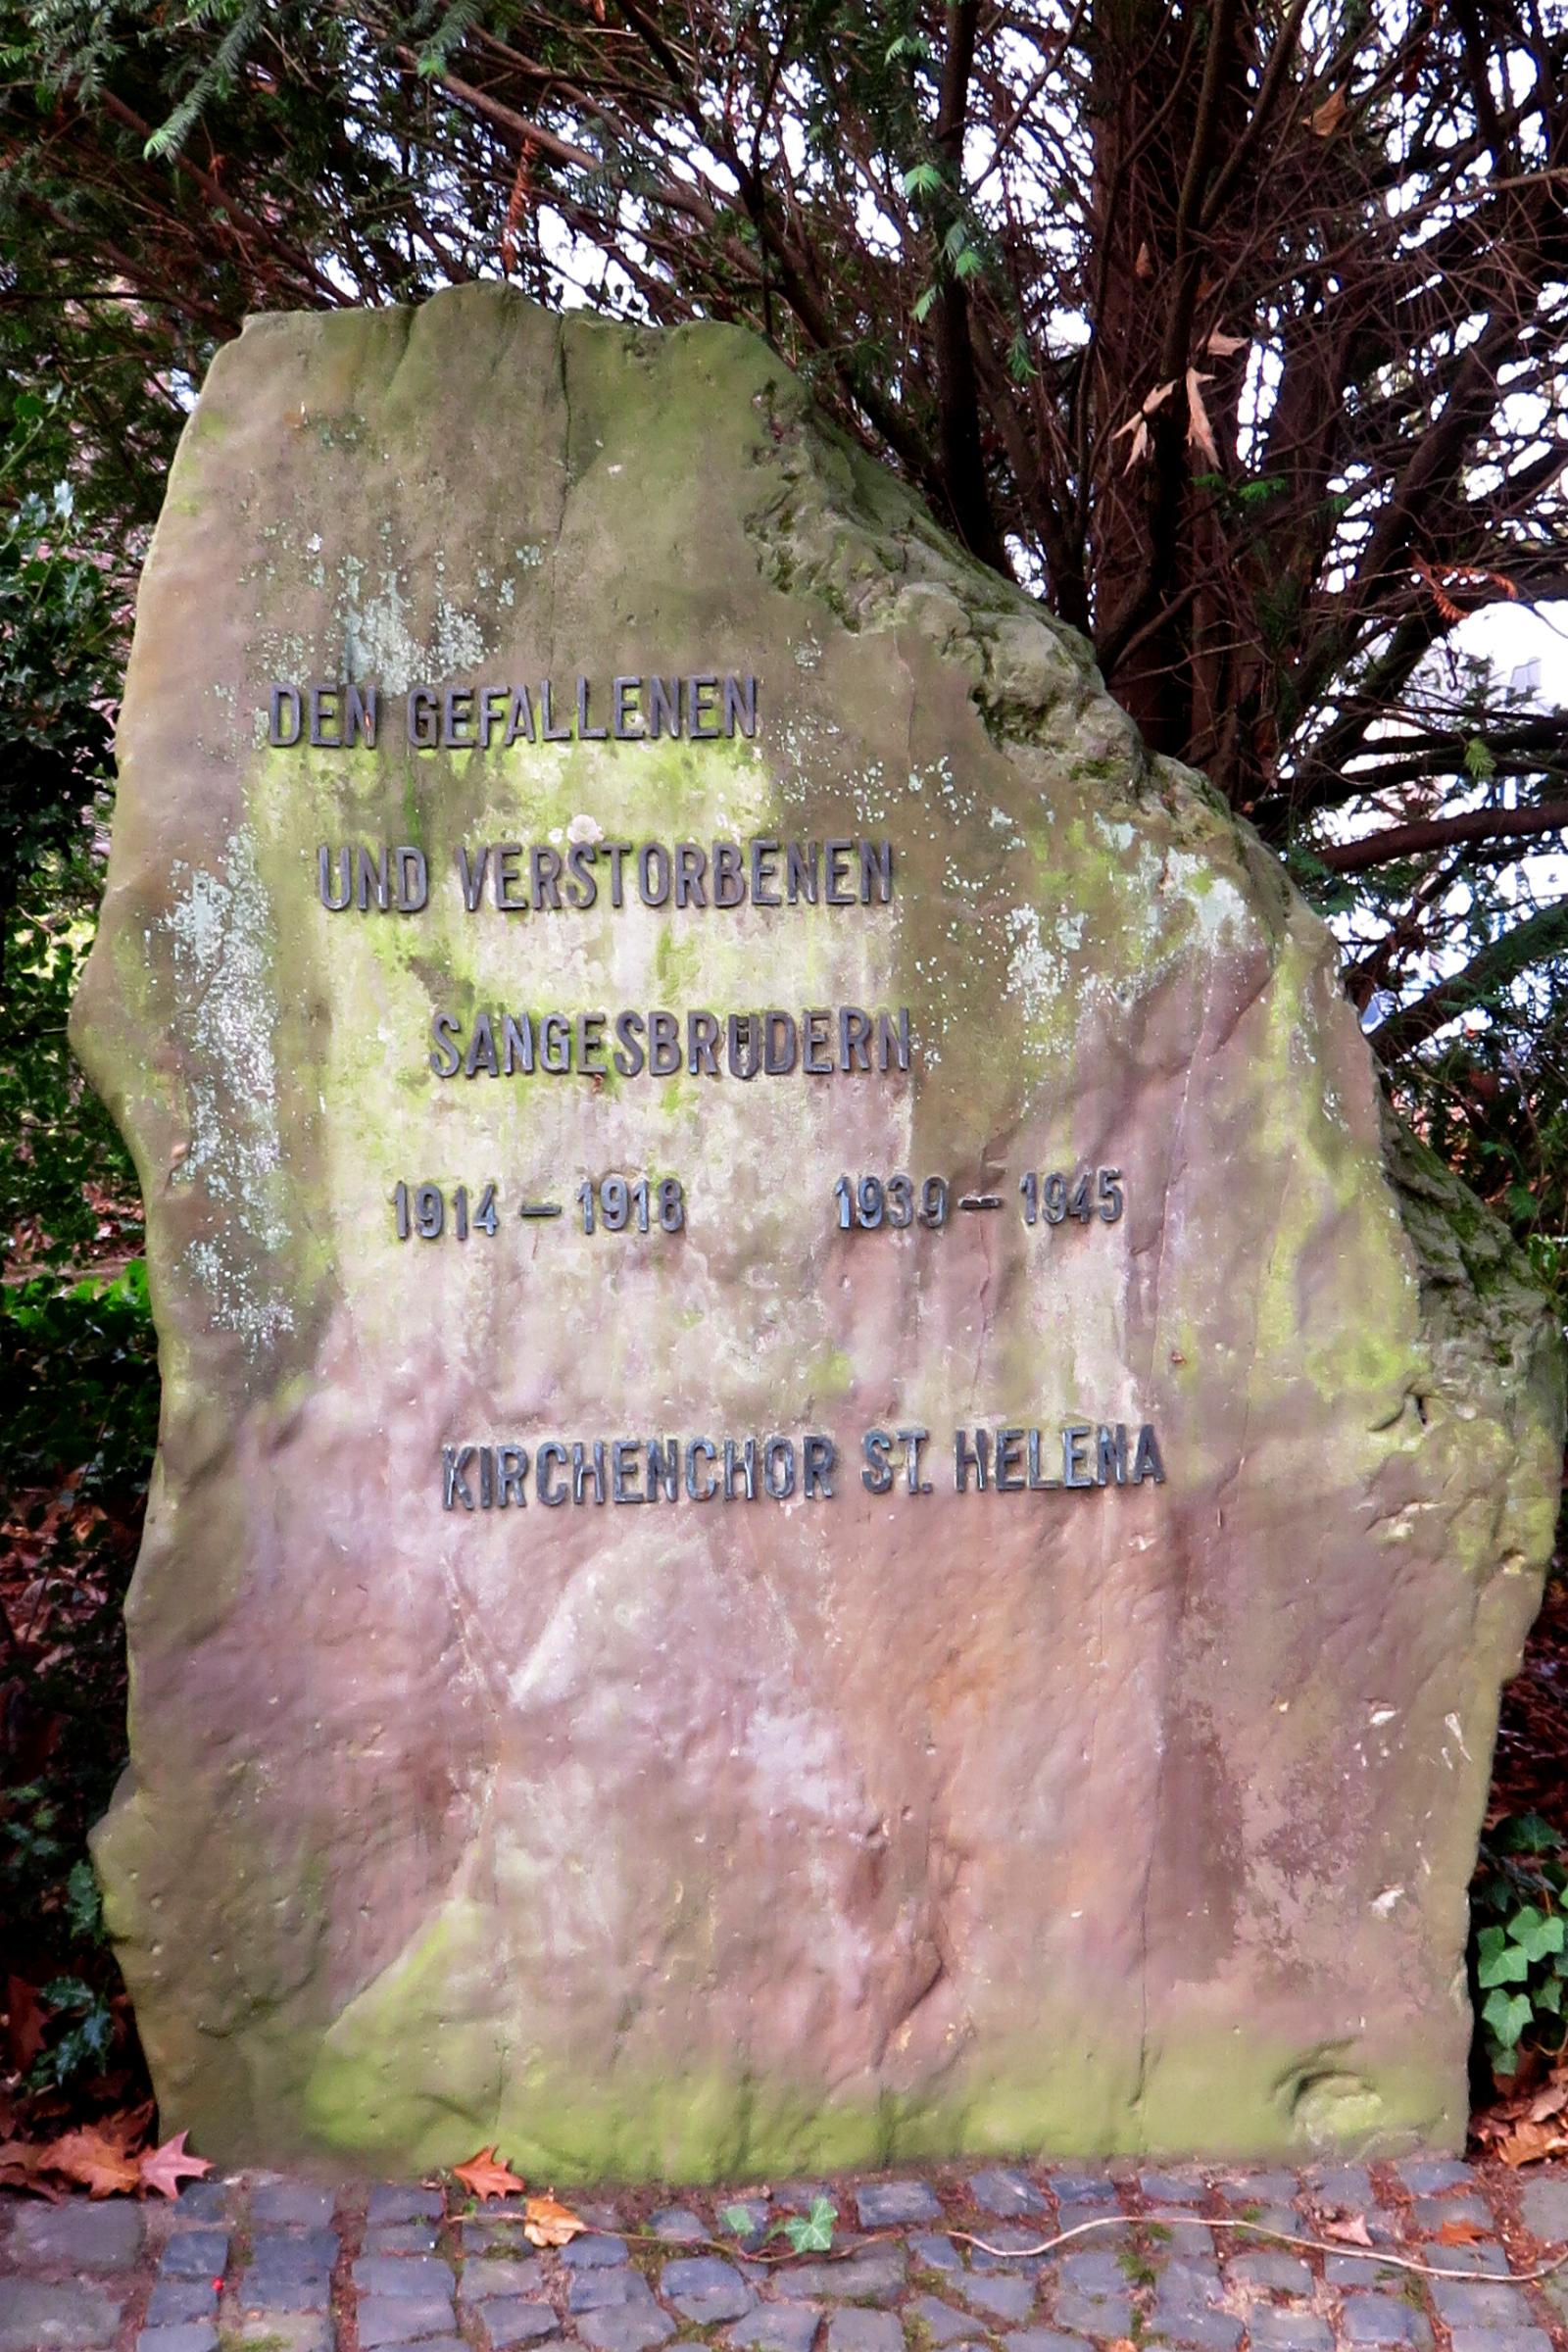 DEN GEFALLENEN
UND VERSTORBENEN
SANGESBRÜDERN
1914 – 1918 1939 – 1945
KIRCHENCHOR ST. HELENA